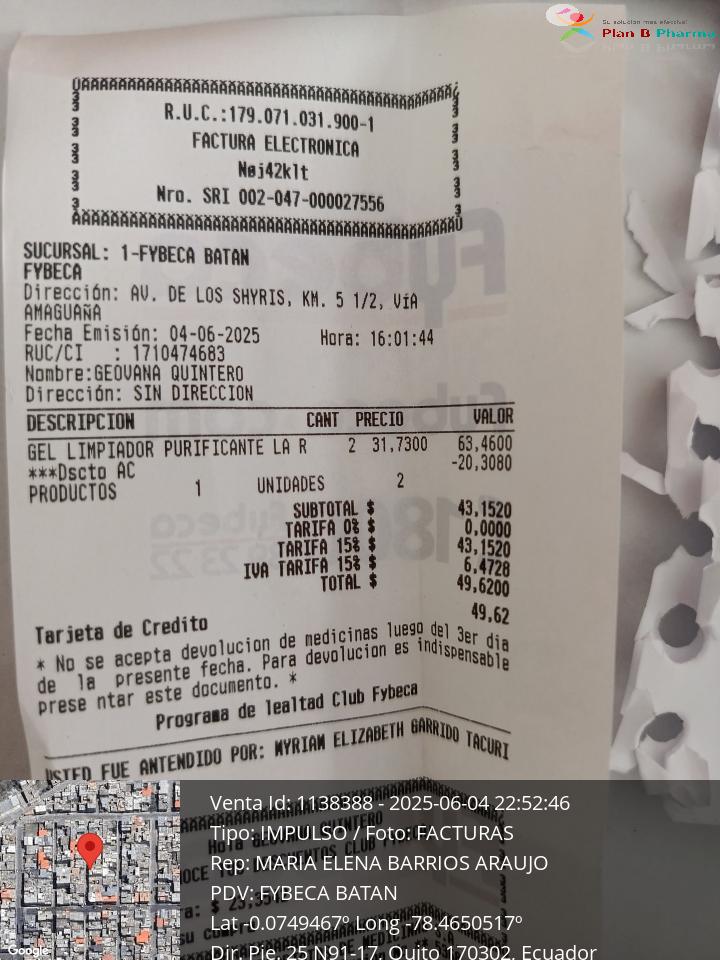 Su solucion mas efectiva!
Plan B Pharma
R.U.C.:179.071.031.900-1
FACTURA ELECTRONICA
Nøj42klt
Nro. SRI 002-047-000027556
SUCURSAL: 1-FYBECA BATAN
FYBECA
Dirección: AV. DE LOS SHYRIS, KM. 5 1/2, VíA
AMAGUAÑA
Fecha Emisión: 04-06-2025 Hora: 16:01:44
RUC/CI : 1710474683
Nombre:GEOVANA QUINTERO
Dirección: SIN DIRECCION
DESCRIPCION CANT PRECIO VALOR
GEL LIMPIADOR PURIFICANTE LA R 2 31,7300 63,4600
***Dscto AC -20,3080
PRODUCTOS 1 UNIDADES 2
SUBTOTAL $ 43,1520
TARIFA 0% $ 0,0000
TARIFA 15% $ 43,1520
IVA TARIFA 15% $ 6,4728
TOTAL $ 49,6200
Tarjeta de Credito 49,62
* No se acepta devolucion de medicinas luego del 3er dia
de la presente fecha. Para devolucion es indispensable
prese ntar este documento. *
Programa de lealtad Club Fybeca
USTED FUE ANTENDIDO POR: MYRIAM ELIZABETH GARRIDO TACURI
Venta Id: 1138388 - 2025-06-04 22:52:46
Tipo: IMPULSO / Foto: FACTURAS
Rep: MARIA ELENA BARRIOS ARAUJO
PDV: FYBECA BATAN
Lat -0.0749467º Long -78.4650517º
Dir. Pje. 25 N91-17, Quito 170302, Ecuador
Google